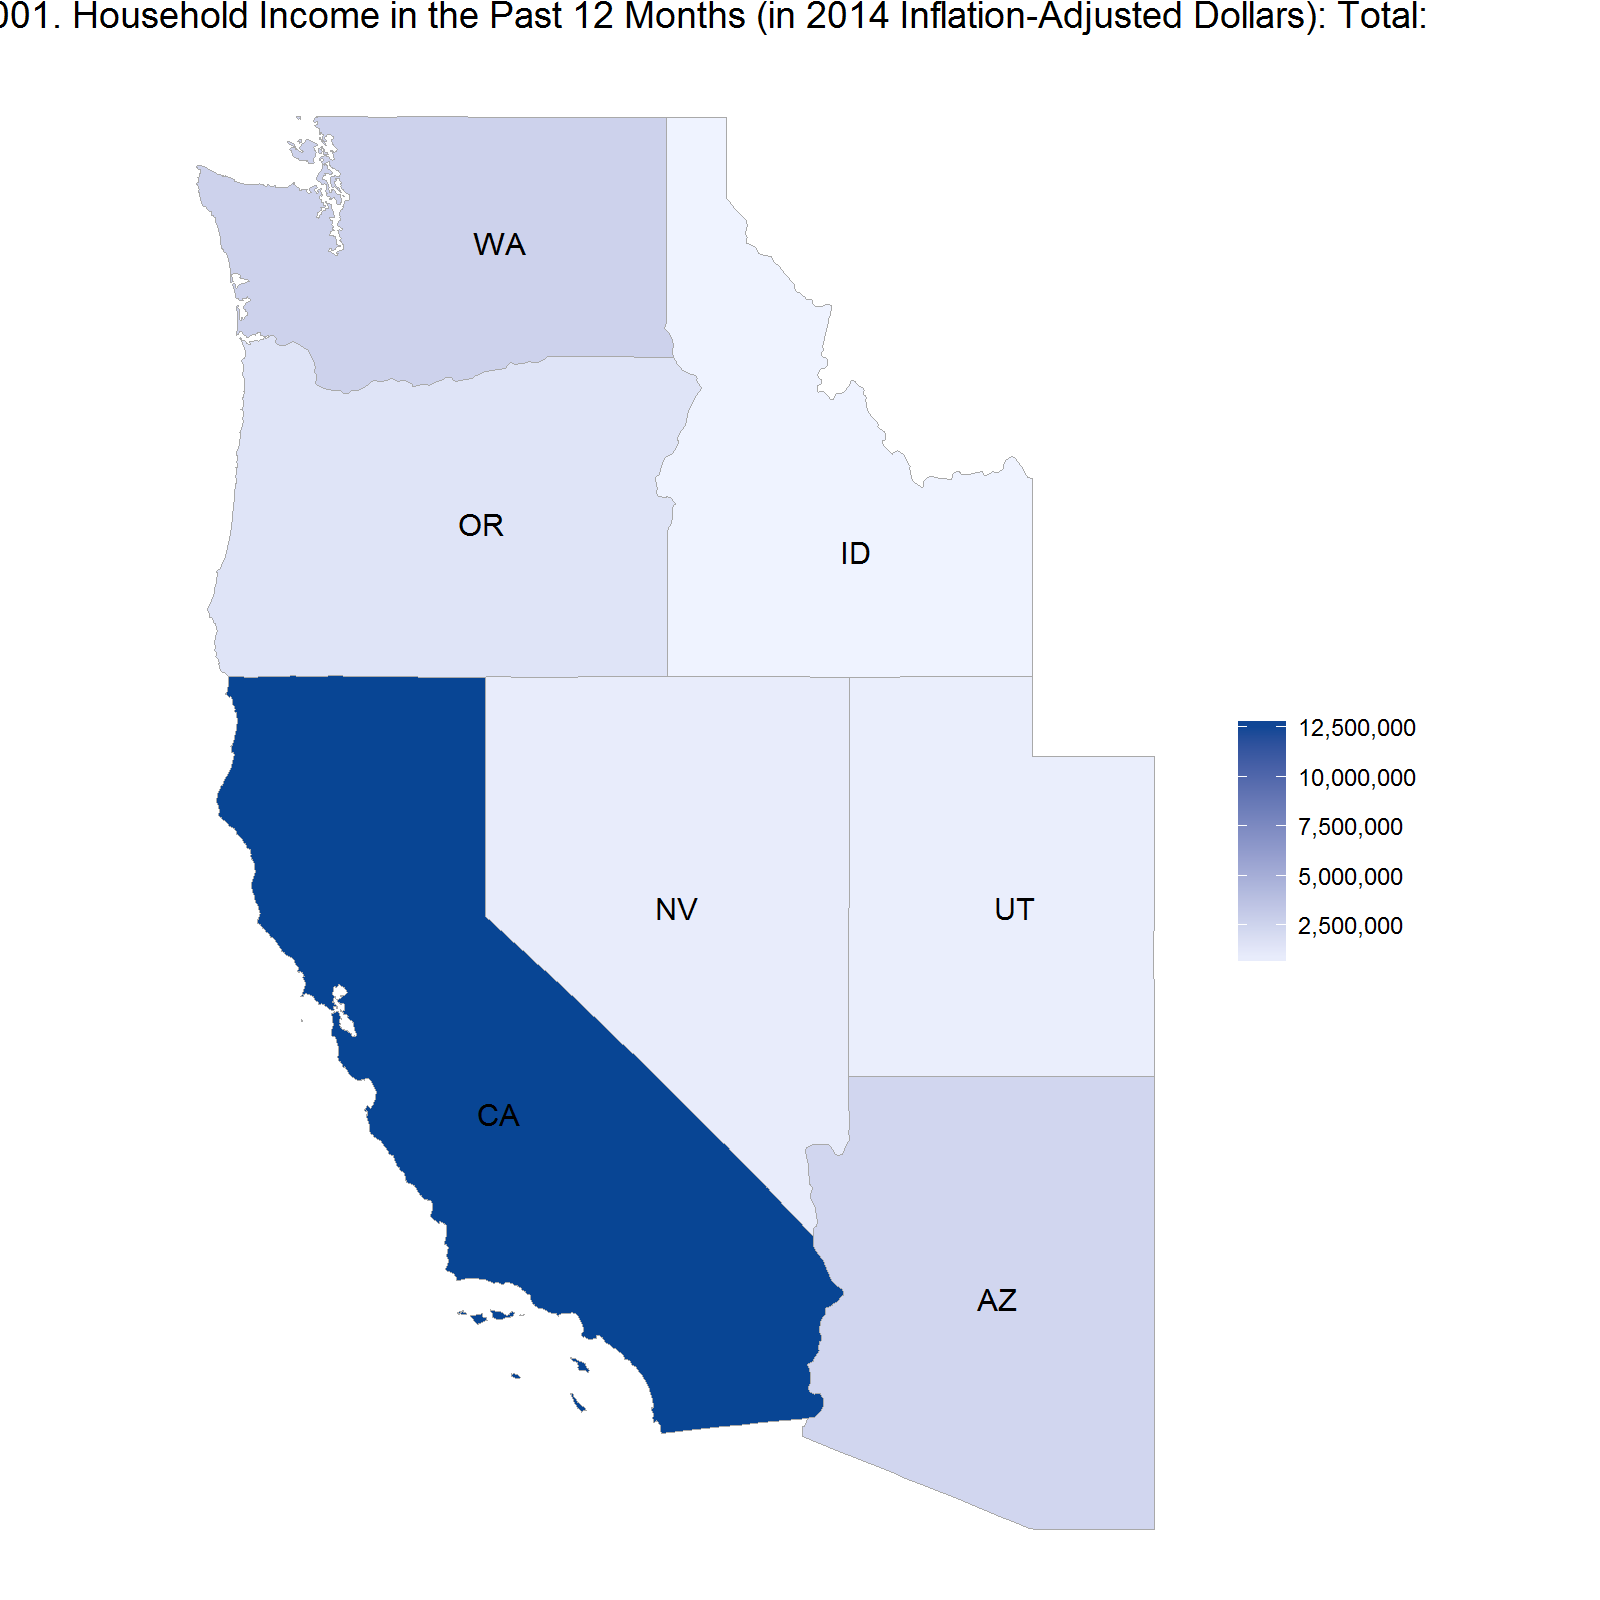 001. Household Income in the Past 12 Months (in 2014 Inflation-Adjusted Dollars): Total:
WA
OR
ID
12,500,000
10,000,000
7,500,000
5,000,000
2,500,000
NV
UT
CA
AZ